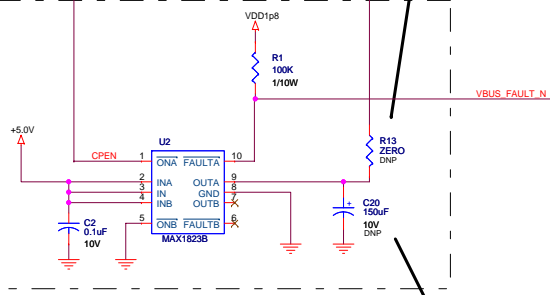 VDD1p8
R1
100K
1/10W
VBUS_FAULT_N
+5.0V
U2
R13
ZERO
DNP
CPEN
1
ONA
FAULTA
10
2
INA
OUTA
9
3
IN
GND
8
4
INB
OUTB
7
5
ONB
FAULTB
6
MAX1823B
C2
0.1uF
10V
C20
150uF
10V
DNP
+